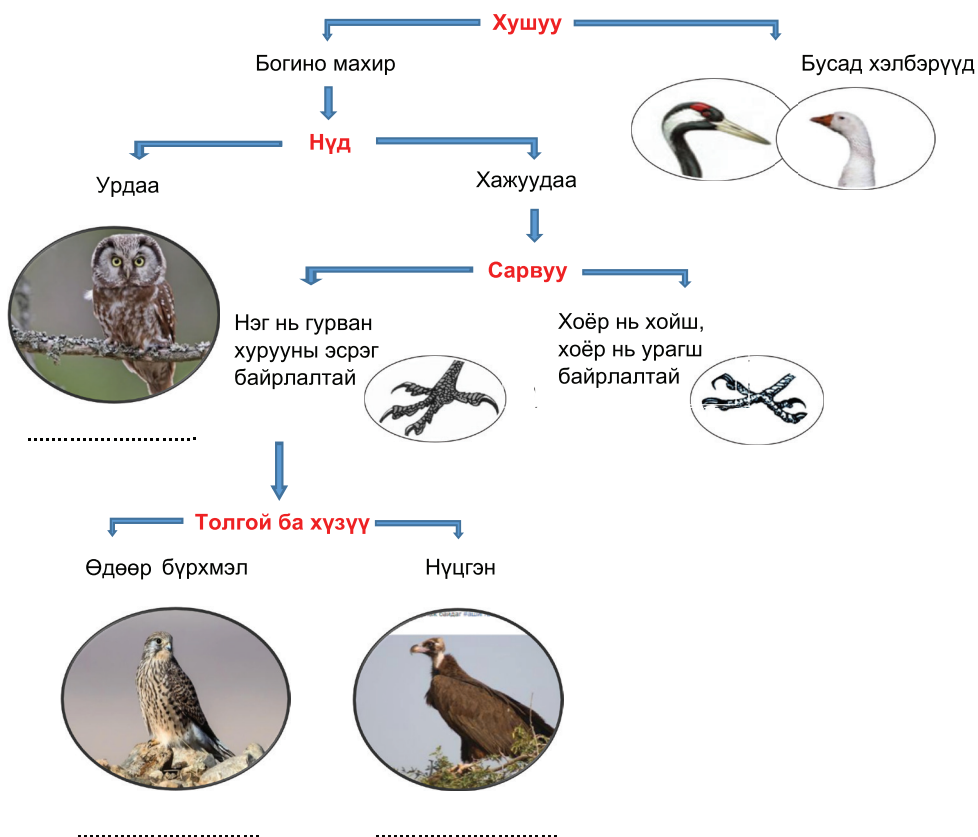 Хушуу
Богино махир
Бусад хэлбэрүүд
Нүд
Урдаа
Хажуудаа
Сарвуу
Нэг нь гурван
хурууны эсрэг
байрлалтай
Хоёр нь хойш,
хоёр нь урагш
байрлалтай
Толгой ба хүзүү
Өдөөр бүрхмэл
Нүцгэн